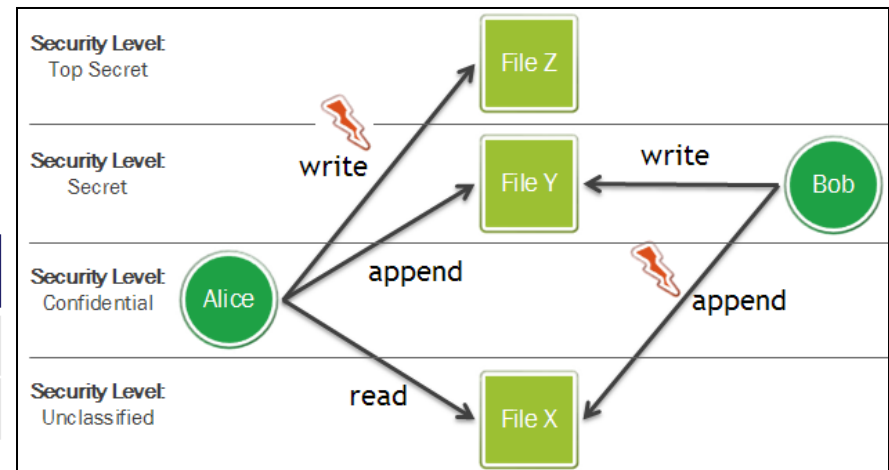 Security Level:
Top Secret
File Z
write
Security Level:
Secret
File Y
write
Bob
Security Level:
Confidential
Alice
append
append
Security Level:
Unclassified
read
File X